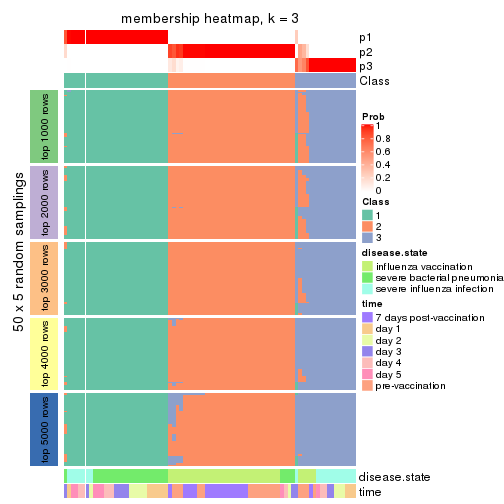 membership heatmap, k = 3
p1
p2
p3
Class
50 x 5 random samplings
top 1000 rows
top 2000 rows
top 3000 rows
top 4000 rows
top 5000 rows
Prob
1
0.8
0.6
0.4
0.2
0
Class
1
2
3
disease.state
influenza vaccination
severe bacterial pneumonia
severe influenza infection
time
7 days post-vaccination
day 1
day 2
day 3
day 4
day 5
pre-vaccination
disease.state
time